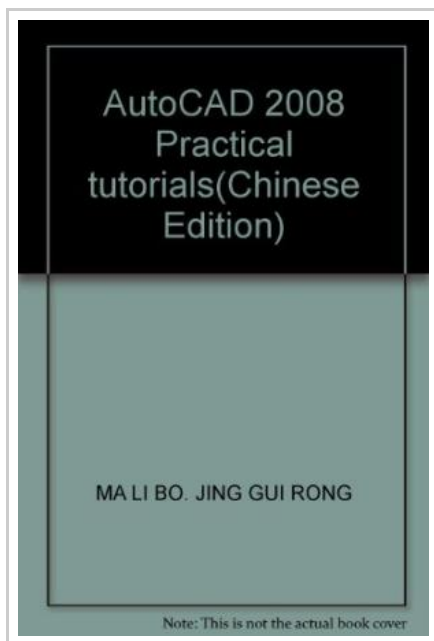 AutoCAD 2008
Practical
tutorials(Chinese
Edition)
MA LI BO. JING GUI RONG
Note: This is not the actual book cover